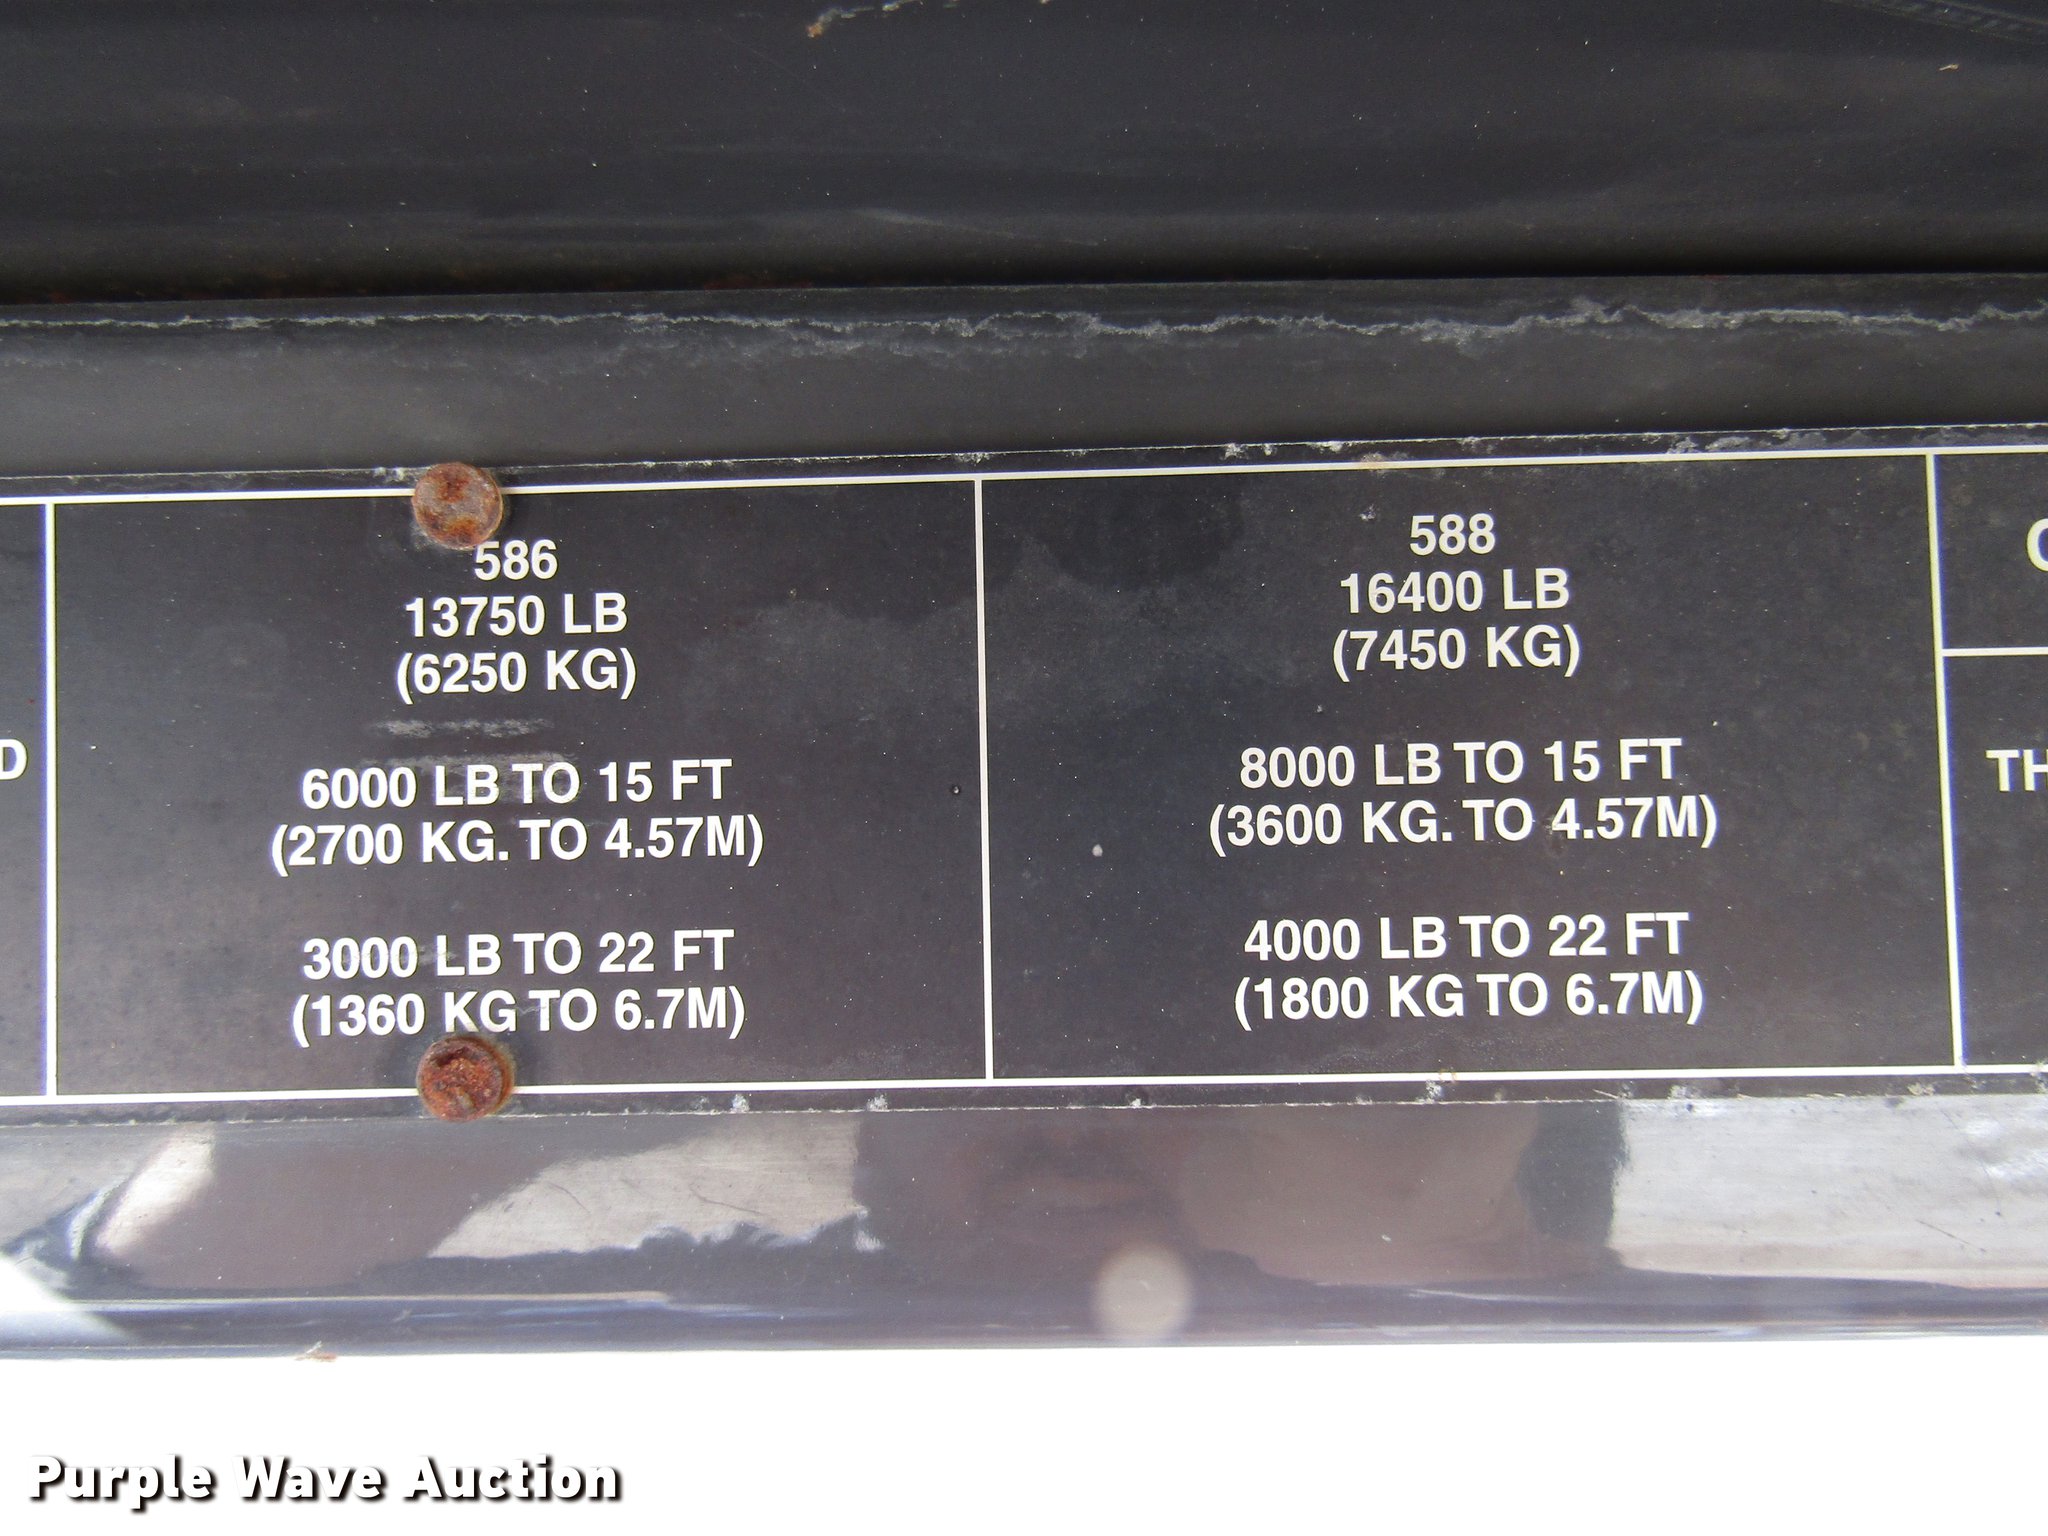 D
586
13750 LB
(6250 KG)
6000 LB TO 15 FT
(2700 KG. TO 4.57M)
3000 LB TO 22 FT
(1360 KG TO 6.7M)
588
16400 LB
(7450 KG)
8000 LB TO 15 FT
(3600 KG. TO 4.57M)
4000 LB TO 22 FT
(1800 KG TO 6.7M)
TH
Purple Wave Auction